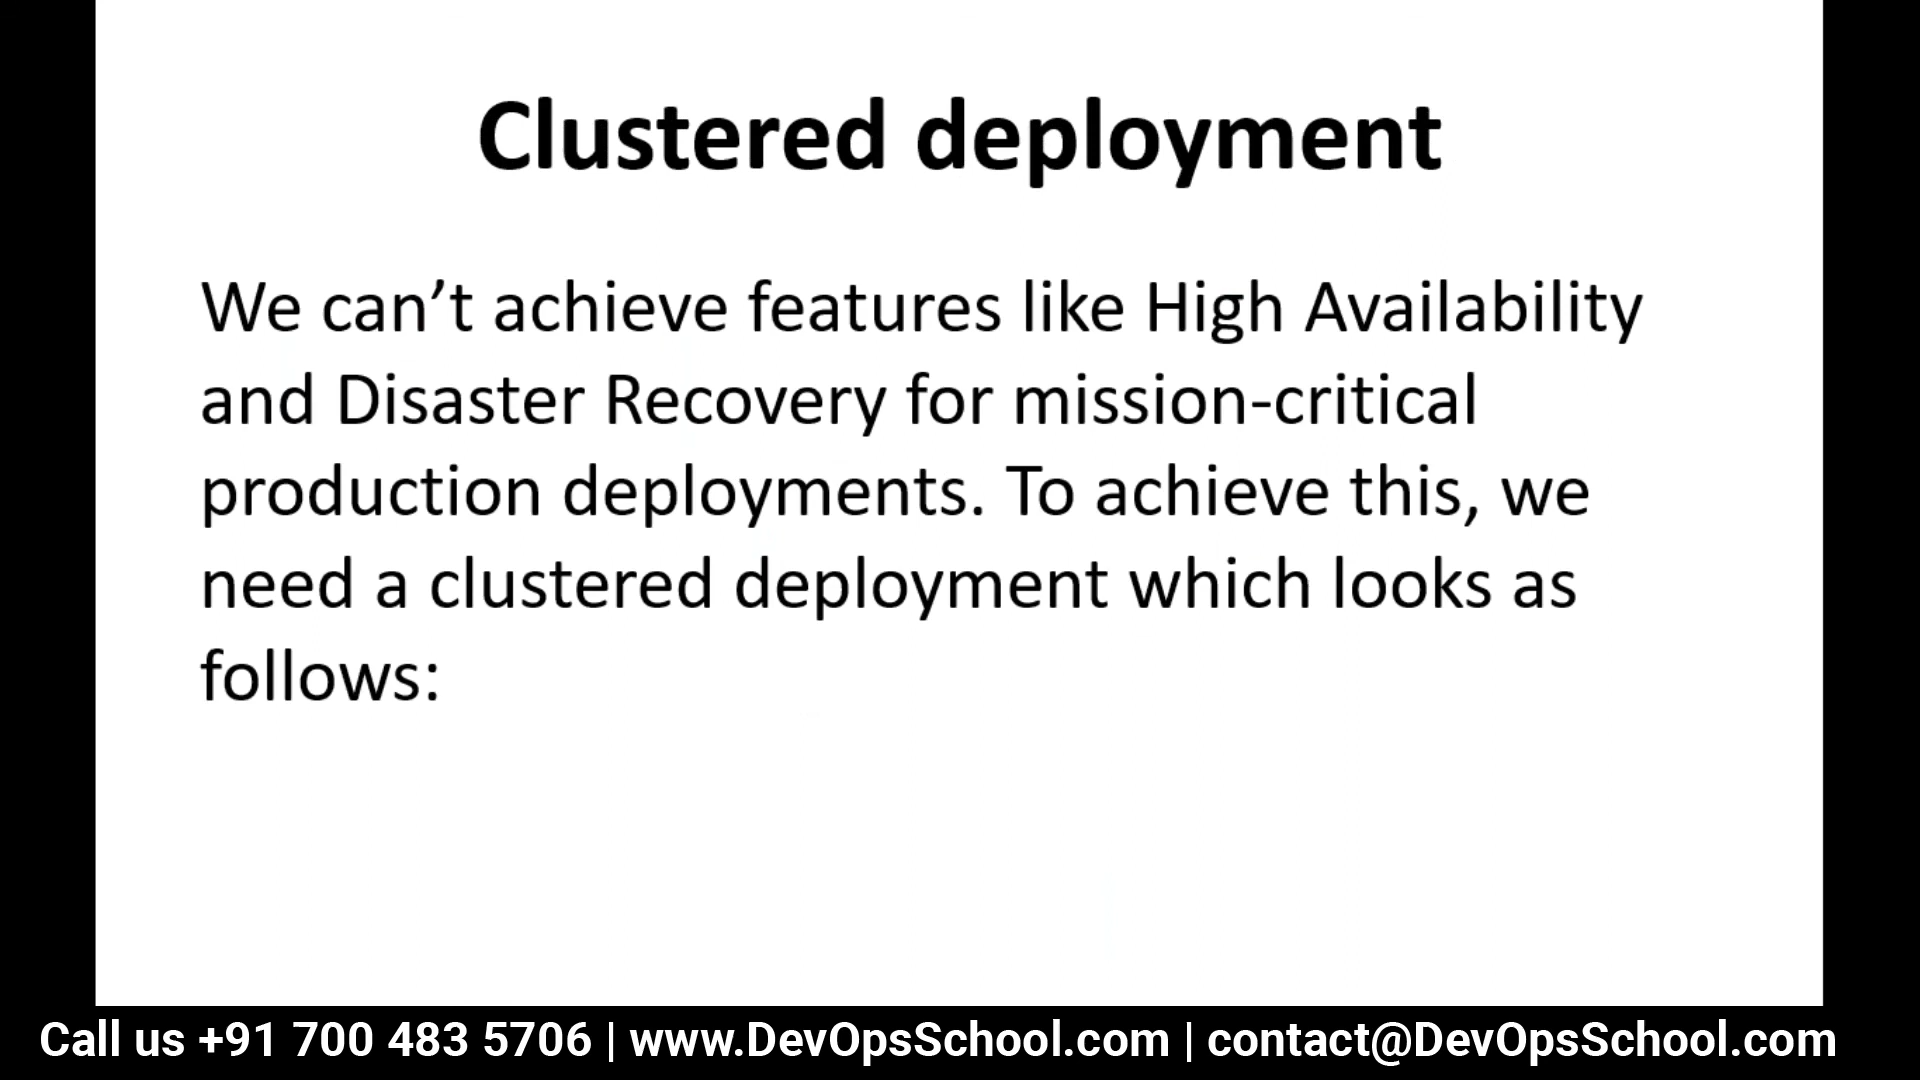 Clustered deployment
We can’t achieve features like High Availability
and Disaster Recovery for mission-critical
production deployments. To achieve this, we
need a clustered deployment which looks as
follows:
Call us +91 700 483 5706 | www.DevOpsSchool.com | contact@DevOpsSchool.com